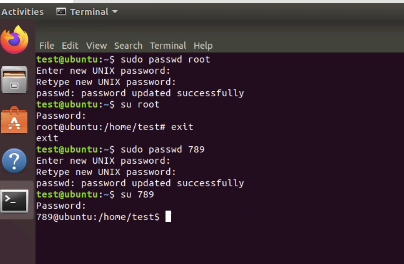 Activities
Terminal
File Edit View Search Terminal Help
test@ubuntu:~$ sudo passwd root
Enter new UNIX password:
Retype new UNIX password:
passwd: password updated successfully
test@ubuntu:~$ su root
Password:
root@ubuntu:/home/test# exit
exit
test@ubuntu:~$ sudo passwd 789
Enter new UNIX password:
Retype new UNIX password:
passwd: password updated successfully
test@ubuntu:~$ su 789
Password:
789@ubuntu:/home/test$